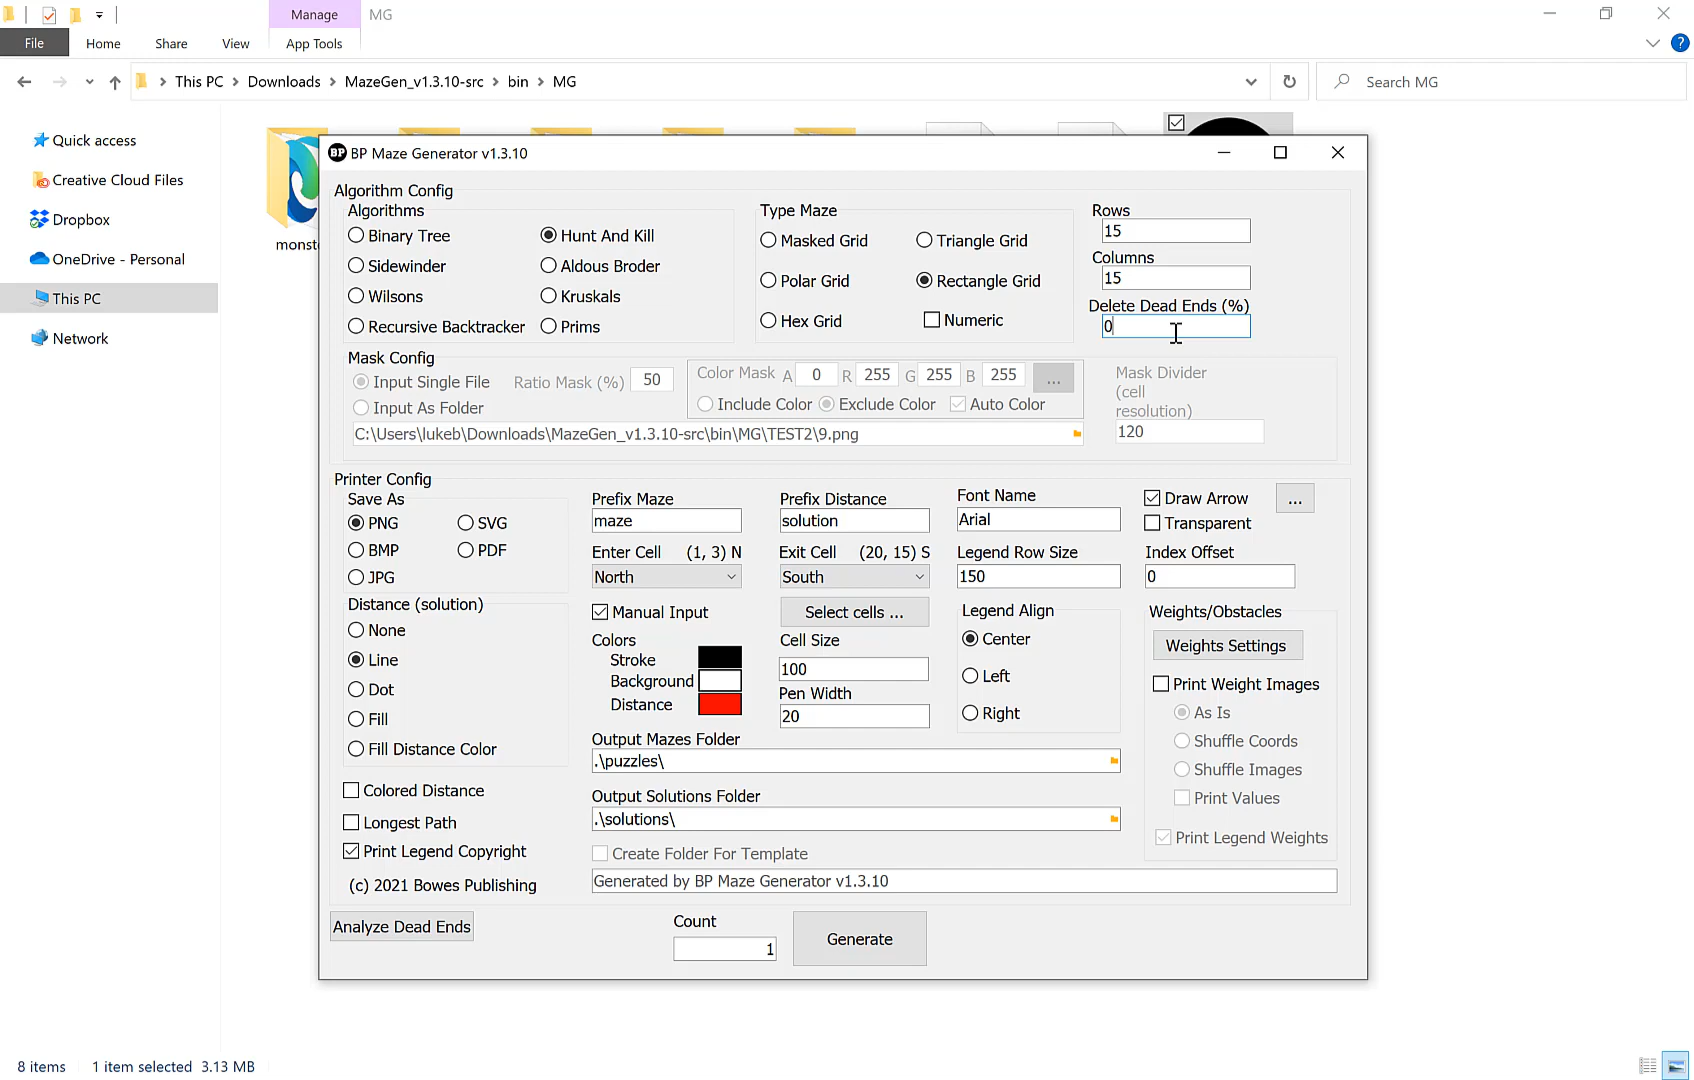 Manage
MG
File
Home
Share
View
App Tools
This PC
Downloads
MazeGen_v1.3.10-src
bin
MG
Search MG
Quick access
Creative Cloud Files
Dropbox
OneDrive - Personal
This PC
Network
BP Maze Generator v1.3.10
Algorithm Config
Algorithms
Binary Tree
Hunt And Kill
Sidewinder
Aldous Broder
Wilsons
Kruskals
Recursive Backtracker
Prims
Type Maze
Masked Grid
Triangle Grid
Polar Grid
Rectangle Grid
Hex Grid
Numeric
Rows
15
Columns
15
Delete Dead Ends (%)
0
Mask Config
Input Single File
Ratio Mask (%)
50
Input As Folder
Color Mask A 0 R 255 G 255 B 255
...
Include Color
Exclude Color
Auto Color
C:\Users\lukeb\Downloads\MazeGen_v1.3.10-src\bin\MG\TEST2\9.png
Mask Divider
(cell
resolution)
120
Printer Config
Save As
PNG
SVG
BMP
PDF
JPG
Distance (solution)
None
Line
Dot
Fill
Fill Distance Color
Colored Distance
Longest Path
Print Legend Copyright
(c) 2021 Bowes Publishing
Prefix Maze
maze
Prefix Distance
solution
Enter Cell (1, 3) N
North
Exit Cell (20, 15) S
South
Manual Input
Select cells ...
Colors
Stroke
Background
Distance
Cell Size
100
Pen Width
20
Font Name
Arial
Legend Row Size
150
Legend Align
Center
Left
Right
Draw Arrow
...
Transparent
Index Offset
0
Weights/Obstacles
Weights Settings
Print Weight Images
As Is
Shuffle Coords
Shuffle Images
Print Values
Print Legend Weights
Output Mazes Folder
.\puzzles\
Output Solutions Folder
.\solutions\
Create Folder For Template
Generated by BP Maze Generator v1.3.10
Analyze Dead Ends
Count
1
Generate
8 items
1 item selected 3.13 MB